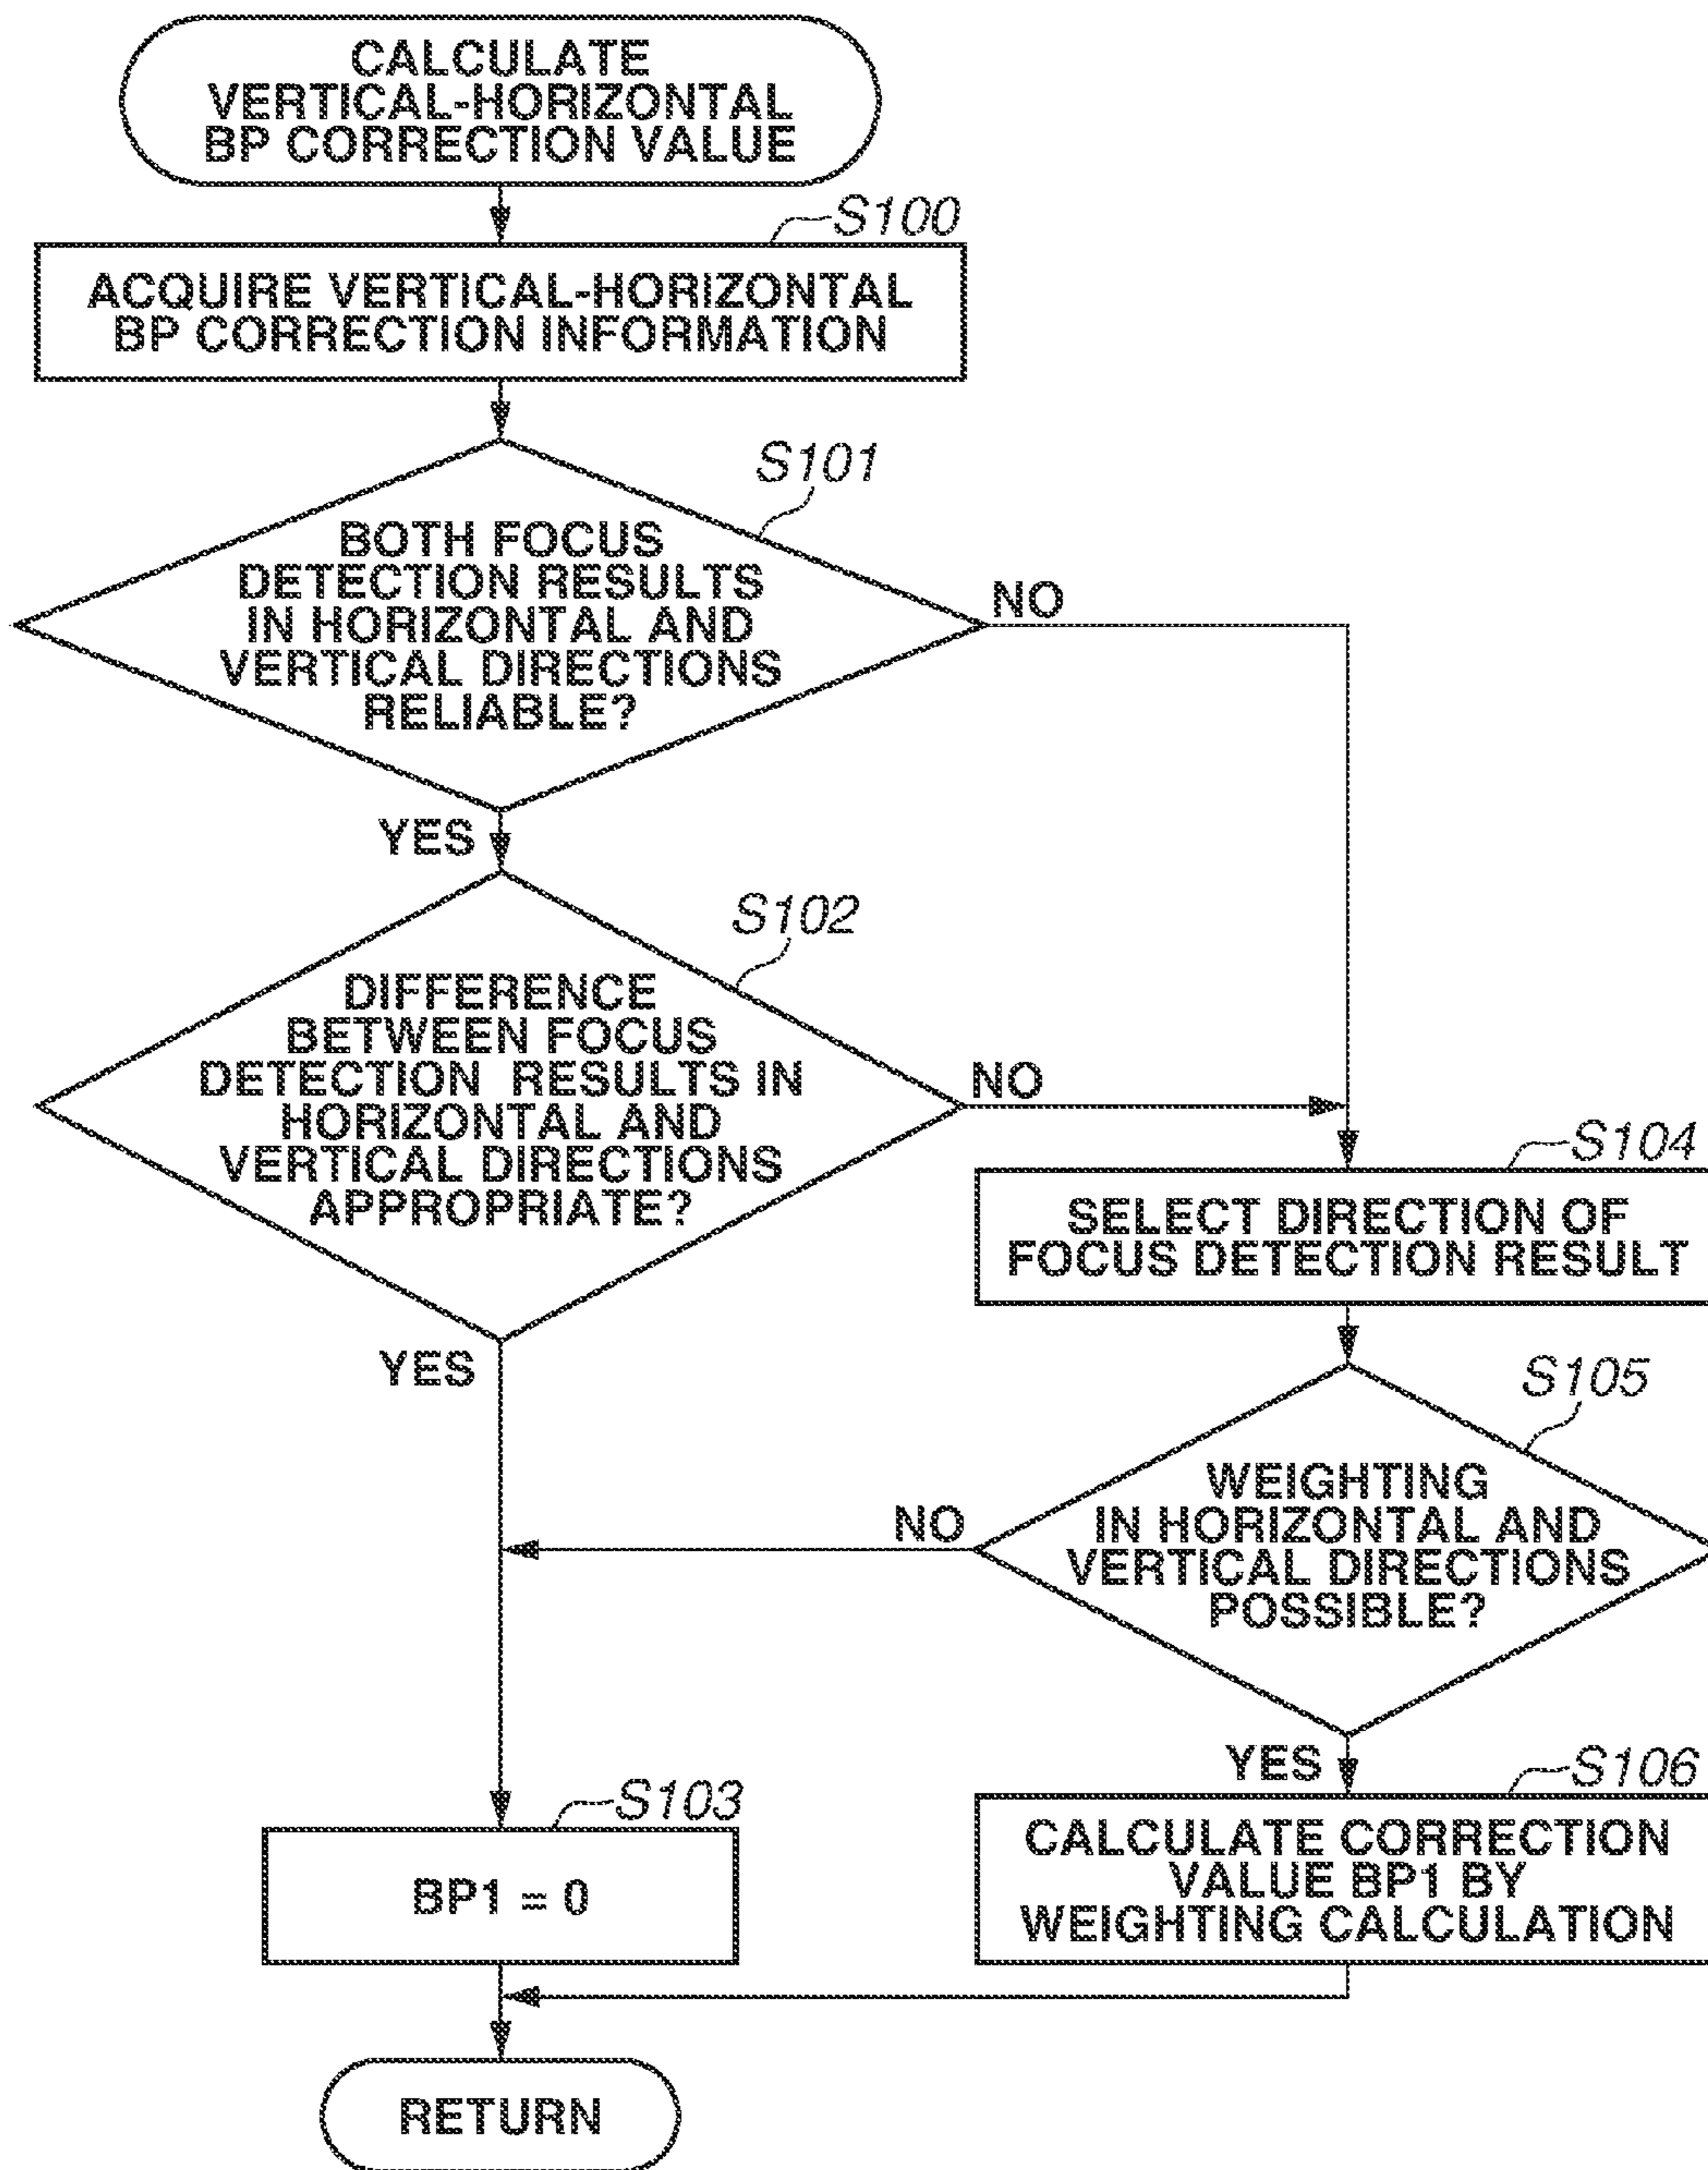 CALCULATE
VERTICAL-HORIZONTAL
BP CORRECTION VALUE
S100
ACQUIRE VERTICAL-HORIZONTAL
BP CORRECTION INFORMATION
S101
BOTH FOCUS
DETECTION RESULTS
IN HORIZONTAL AND
VERTICAL DIRECTIONS
RELIABLE?
NO
YES
S102
DIFFERENCE
BETWEEN FOCUS
DETECTION RESULTS IN
HORIZONTAL AND
VERTICAL DIRECTIONS
APPROPRIATE?
NO
YES
S104
SELECT DIRECTION OF
FOCUS DETECTION RESULT
S105
WEIGHTING
IN HORIZONTAL AND
VERTICAL DIRECTIONS
POSSIBLE?
NO
YES
S103
BP1 = 0
S106
CALCULATE CORRECTION
VALUE BP1 BY
WEIGHTING CALCULATION
RETURN